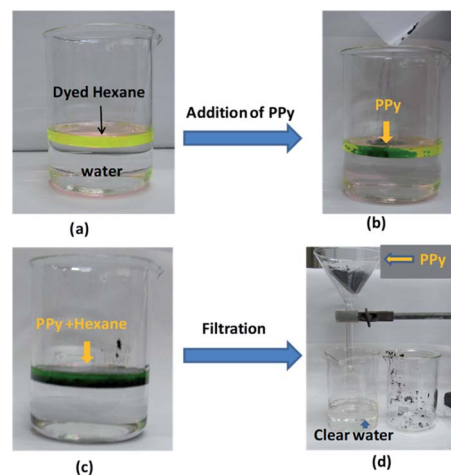 Dyed Hexane
water
(a)
Addition of PPy
PPy
(b)
PPy +Hexane
(c)
Filtration
PPy
Clear water
(d)